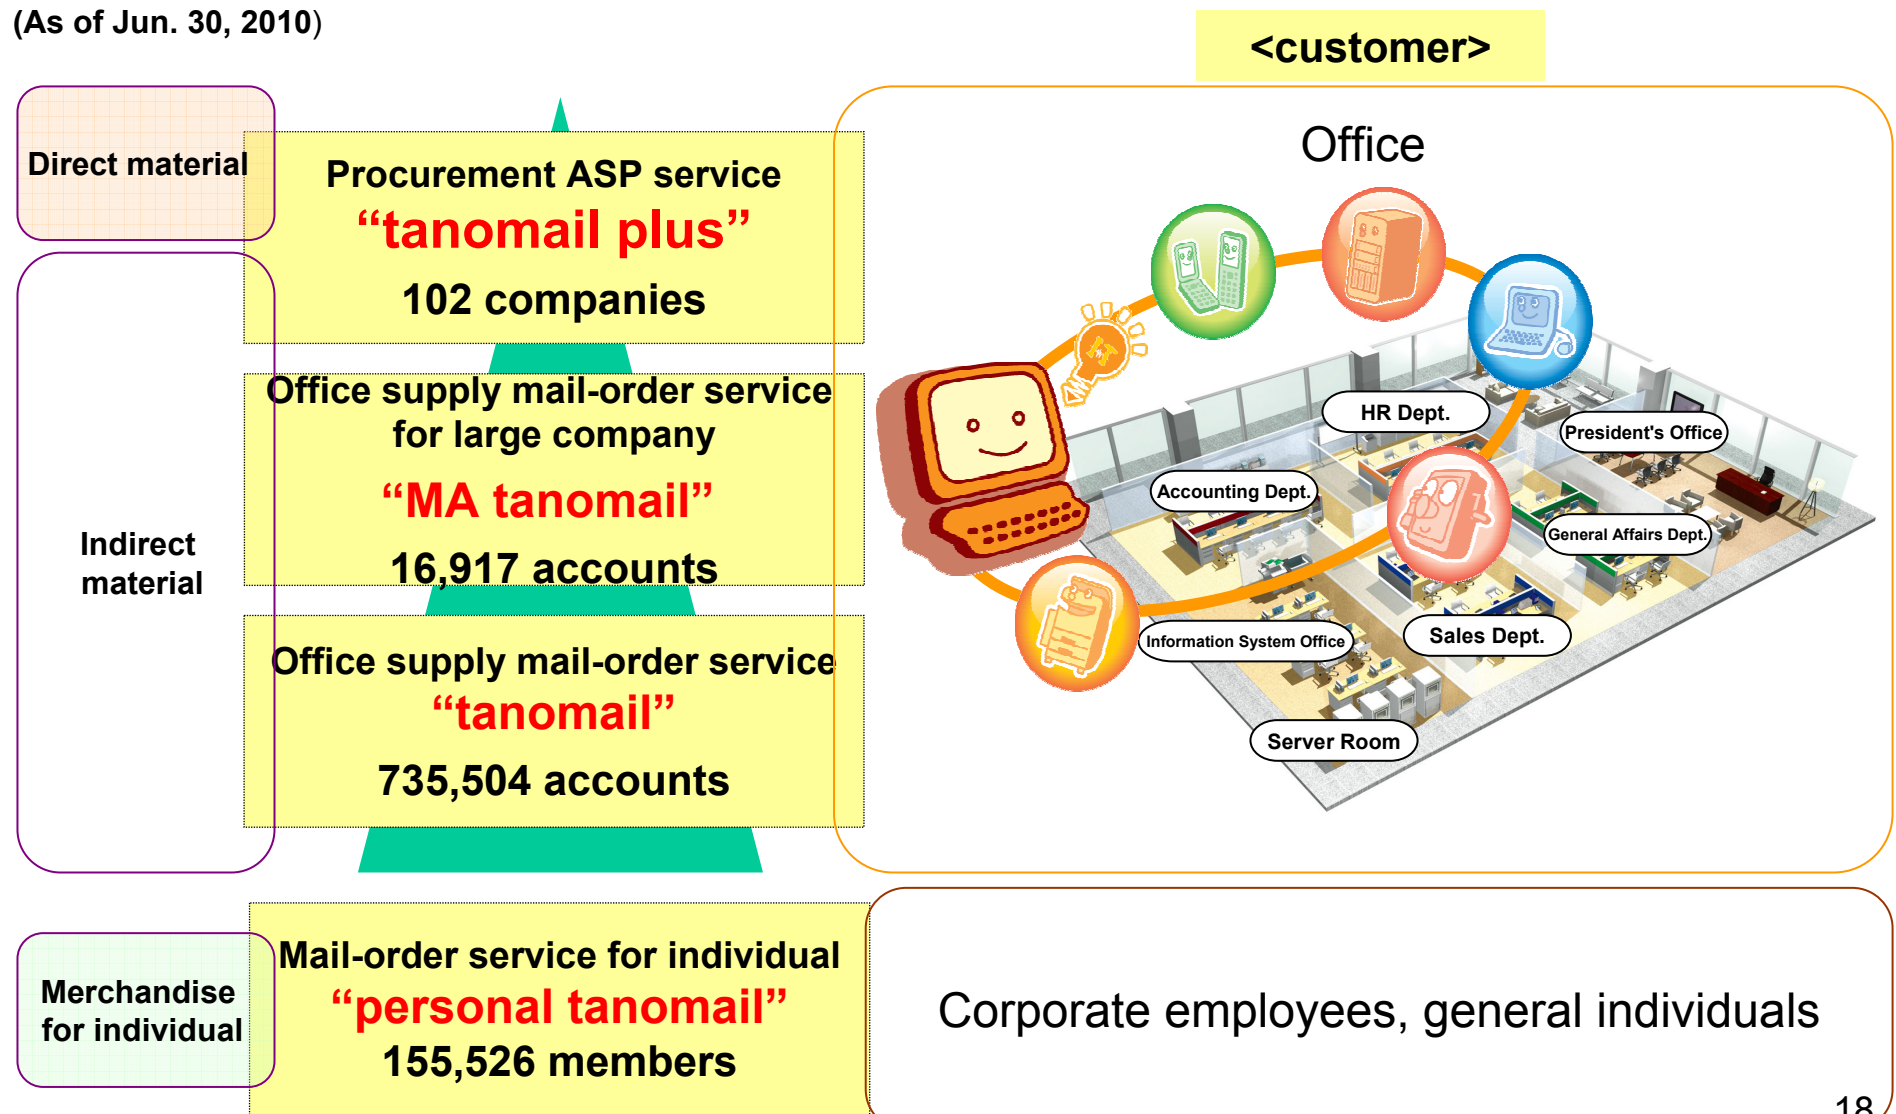 (As of Jun. 30, 2010)
<customer>
Direct material
Procurement ASP service
“tanomail plus”
102 companies
Indirect
material
Office supply mail-order service
for large company
“MA tanomail”
16,917 accounts
Office supply mail-order service
“tanomail”
735,504 accounts
Office
IT
HR Dept.
President's Office
Accounting Dept.
General Affairs Dept.
Information System Office
Sales Dept.
Server Room
Merchandise
for individual
Mail-order service for individual
“personal tanomail”
155,526 members
Corporate employees, general individuals
18